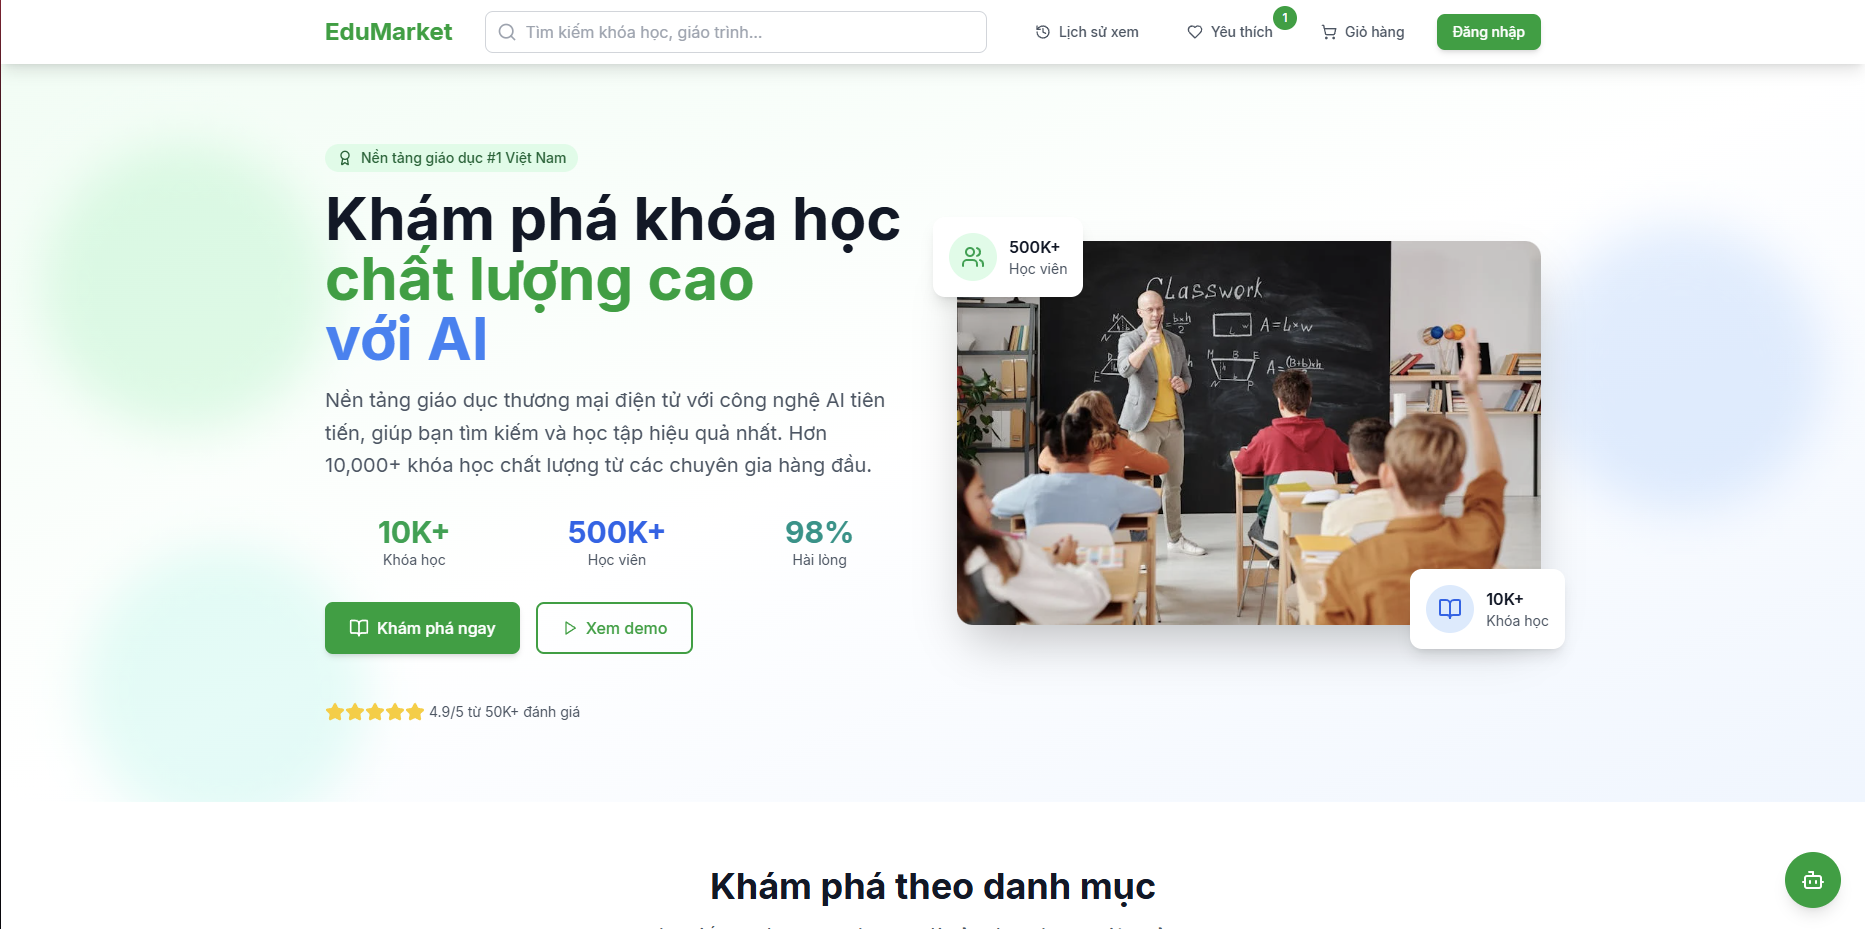 EduMarket
Tìm kiếm khóa học, giáo trình...
Lịch sử xem
Yêu thích
1
Giỏ hàng
Đăng nhập
Nền tảng giáo dục #1 Việt Nam
Khám phá khóa học
chất lượng cao
với AI
Nền tảng giáo dục thương mại điện tử với công nghệ AI tiên
tiến, giúp bạn tìm kiếm và học tập hiệu quả nhất. Hơn
10,000+ khóa học chất lượng từ các chuyên gia hàng đầu.
10K+
Khóa học
500K+
Học viên
98%
Hài lòng
Khám phá ngay
Xem demo
4.9/5 từ 50K+ đánh giá
500K+
Học viên
Classwork
A=L×w
10K+
Khóa học
Khám phá theo danh mục